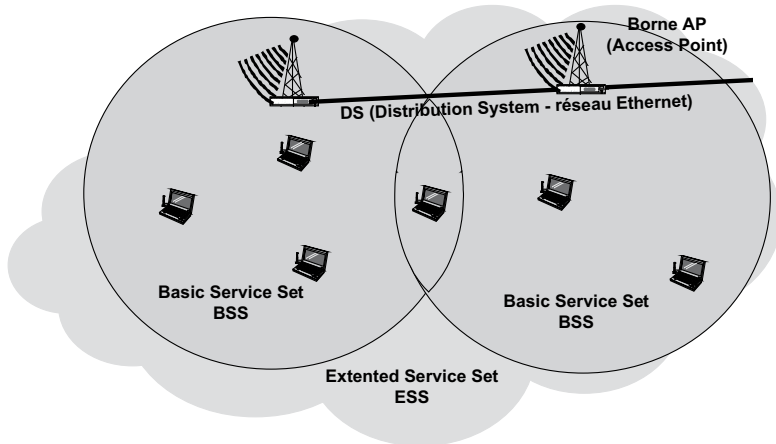 Borne AP
(Access Point)
DS (Distribution System - réseau Ethernet)
Basic Service Set
BSS
Basic Service Set
BSS
Extented Service Set
ESS